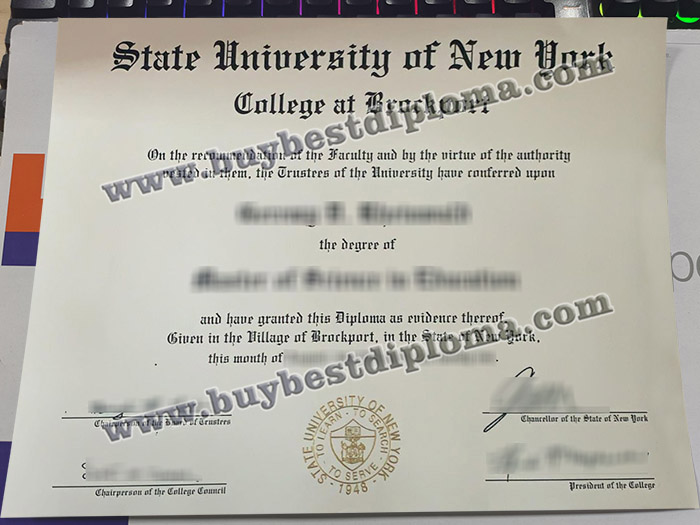 State University of New York
College at Brockport
On the recommendation of the Faculty and by the virtue of the authority
vested in them, the Trustees of the University have conferred upon
the degree of
and have granted this Diploma as evidence thereof
Given in the Village of Brockport, in the State of New York,
this month of
Chairperson of the Board of Trustees
Chancellor of the State of New York
Chairperson of the College Council
President of the College
STATE UNIVERSITY OF NEW YORK
TO LEARN - TO SEARCH
TO SERVE
1948
www.buybestdiploma.com
www.buybestdiploma.com